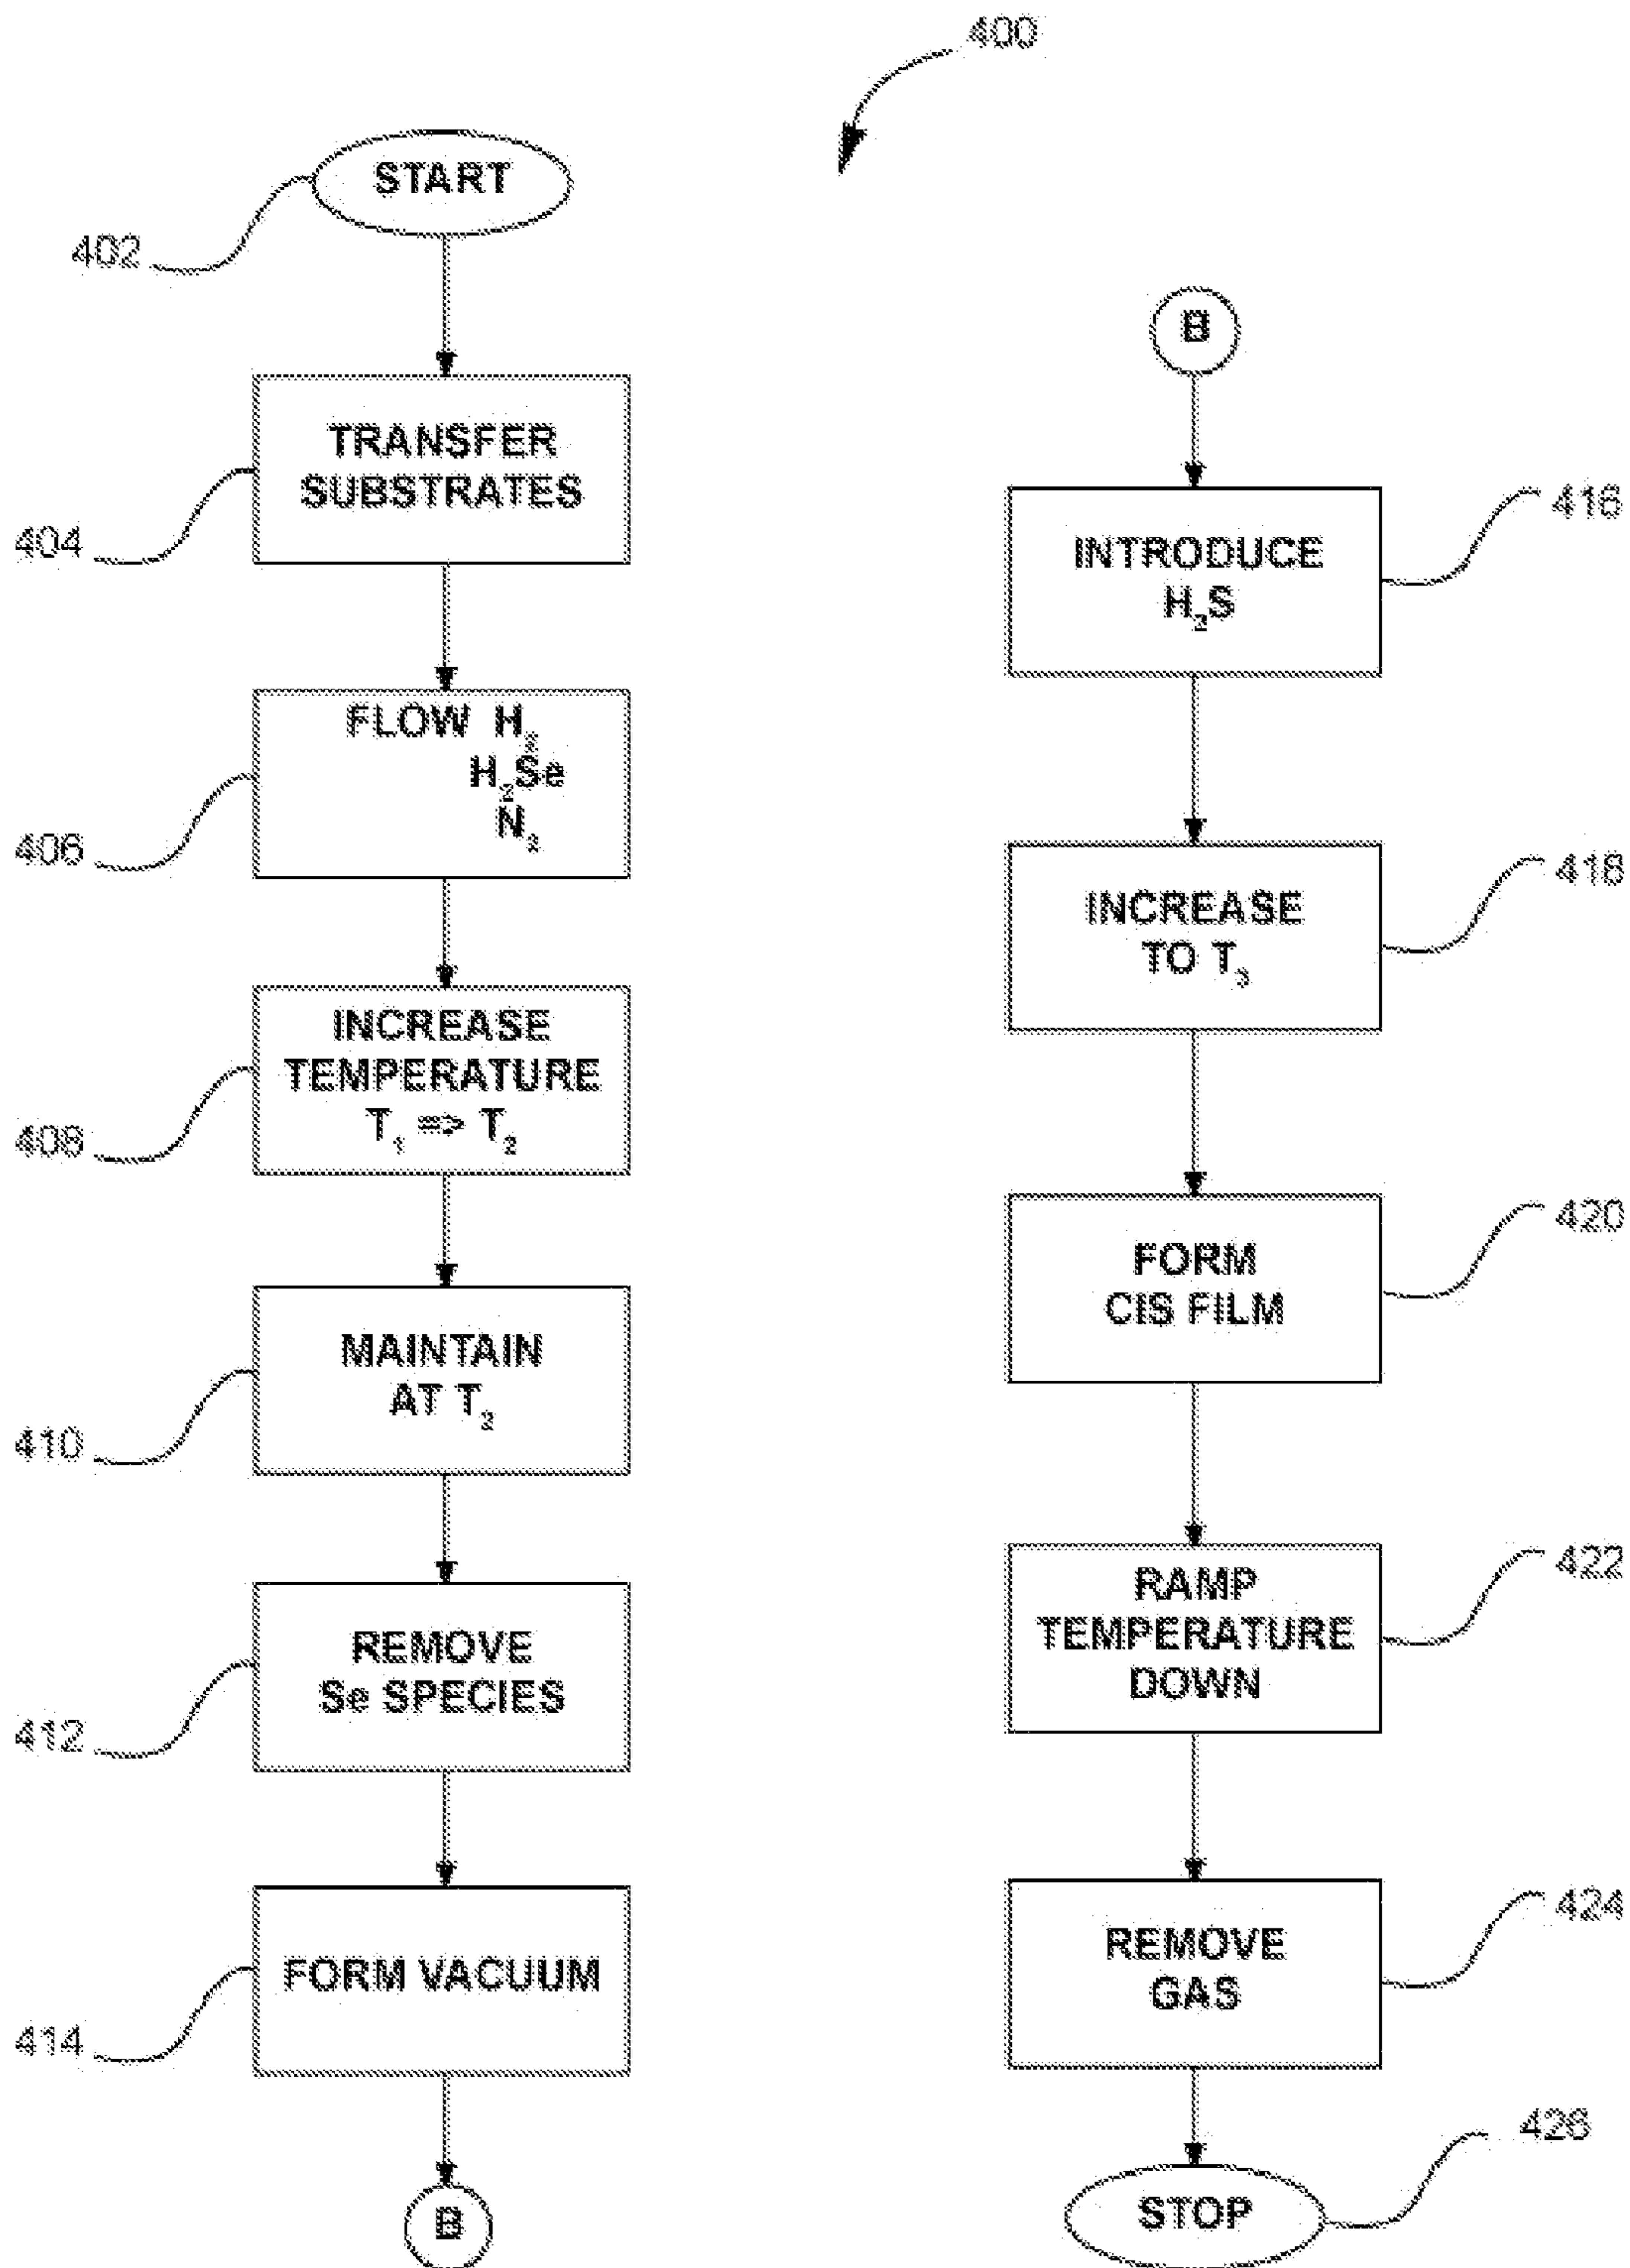 400
START
402
TRANSFER
SUBSTRATES
404
FLOW H₂
H₂Se
N₂
406
INCREASE
TEMPERATURE
T₁ => T₂
408
MAINTAIN
AT T₂
410
REMOVE
Se SPECIES
412
FORM VACUUM
414
B
B
INTRODUCE
H₂S
416
INCREASE
TO T₃
418
FORM
CIS FILM
420
RAMP
TEMPERATURE
DOWN
422
REMOVE
GAS
424
STOP
426